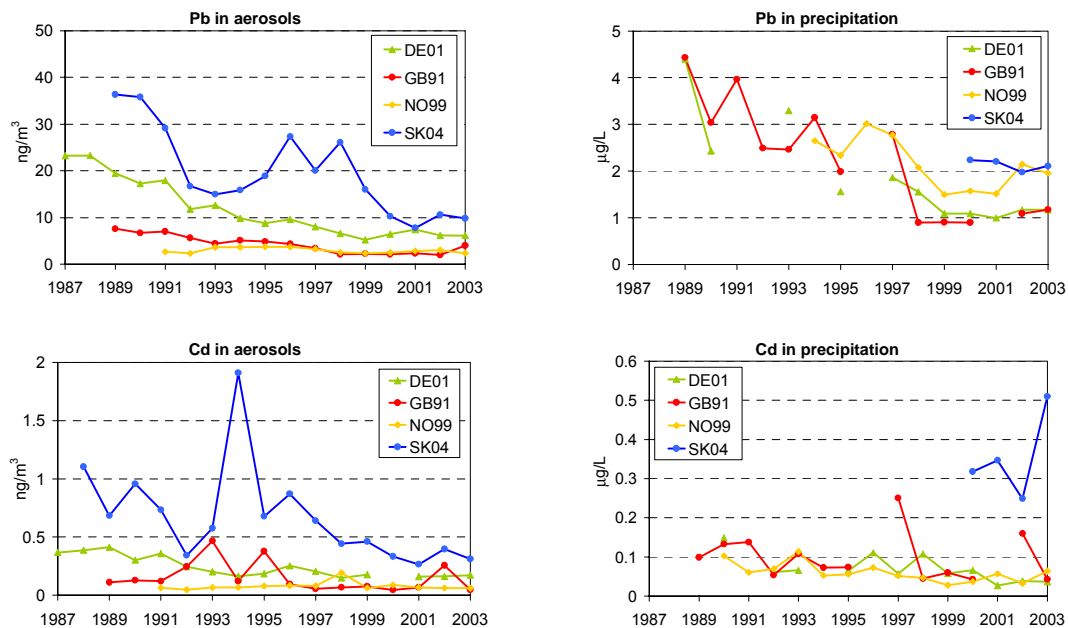 Pb in aerosols
50
40
30
20
10
0
ng/m³
DE01
GB91
NO99
SK04
1987 1989 1991 1993 1995 1997 1999 2001 2003
Pb in precipitation
5
4
3
2
1
0
µg/L
DE01
GB91
NO99
SK04
1987 1989 1991 1993 1995 1997 1999 2001 2003
Cd in aerosols
2
1.5
1
0.5
0
ng/m³
DE01
GB91
NO99
SK04
1987 1989 1991 1993 1995 1997 1999 2001 2003
Cd in precipitation
0.6
0.5
0.4
0.3
0.2
0.1
0
µg/L
DE01
GB91
NO99
SK04
1987 1989 1991 1993 1995 1997 1999 2001 2003